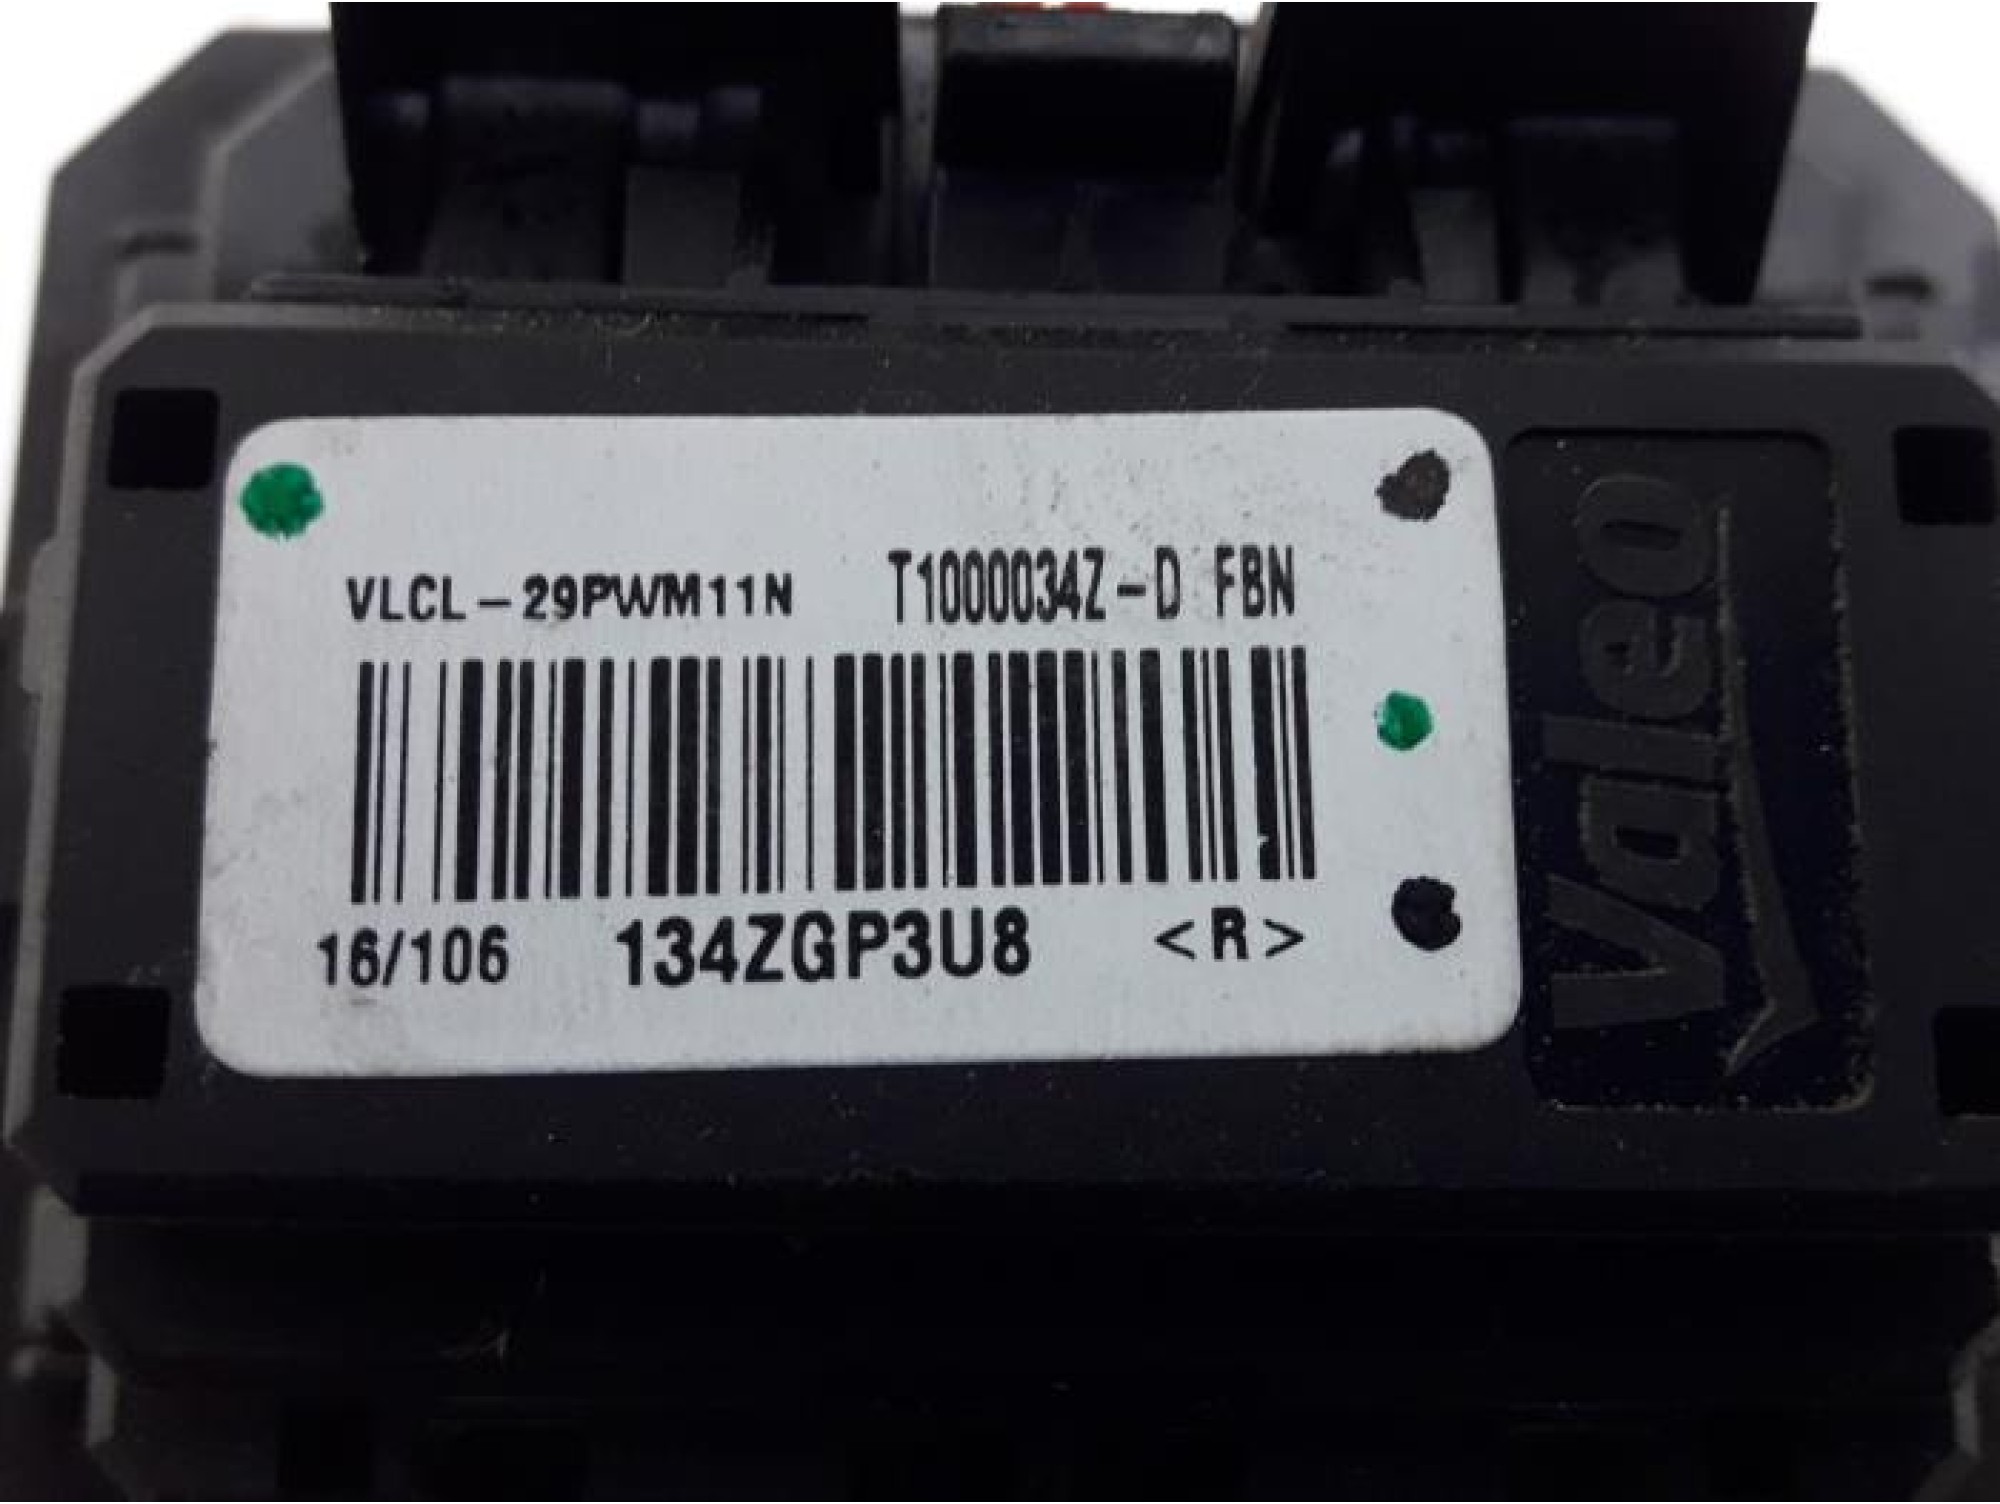 VLCL-29PWM11N T1000034Z-D FBN
16/106 134ZGP3U8 <R>
Valeo